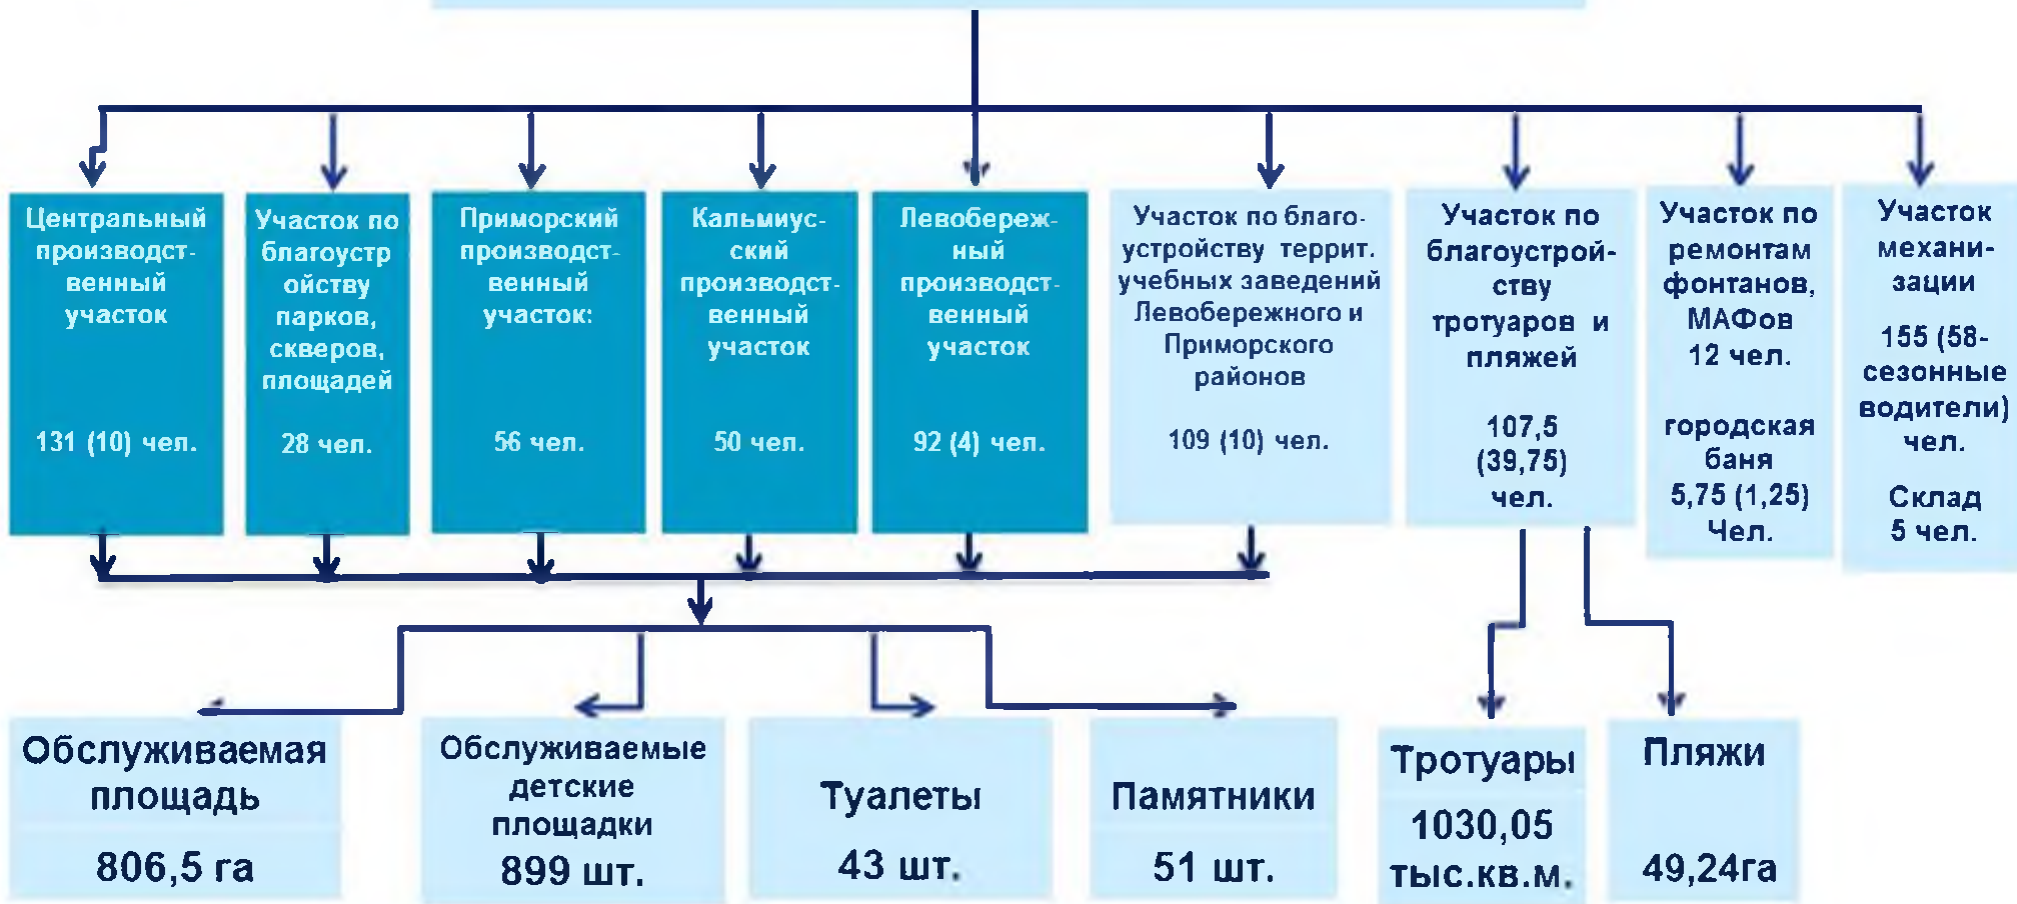 Центральный
производст-
венный
участок
131 (10) чел.
Участок по
благоустр
ойству
парков,
скверов,
площадей
28 чел.
Приморский
производст-
венный
участок:
56 чел.
Кальмиус-
ский
производст-
венный
участок
50 чел.
Левобереж-
ный
производст-
венный
участок
92 (4) чел.
Участок по благо-
устройству террит.
учебных заведений
Левобережного и
Приморского
районов
109 (10) чел.
Участок по
благоустрой-
ству
тротуаров и
пляжей
107,5
(39,75)
чел.
Участок по
ремонтам
фонтанов,
МАФов
12 чел.
городская
баня
5,75 (1,25)
Чел.
Участок
механи-
зации
155 (58-
сезонные
водители)
чел.
Склад
5 чел.
Обслуживаемая
площадь
806,5 га
Обслуживаемые
детские
площадки
899 шт.
Туалеты
43 шт.
Памятники
51 шт.
Тротуары
1030,05
тыс.кв.м.
Пляжи
49,24га